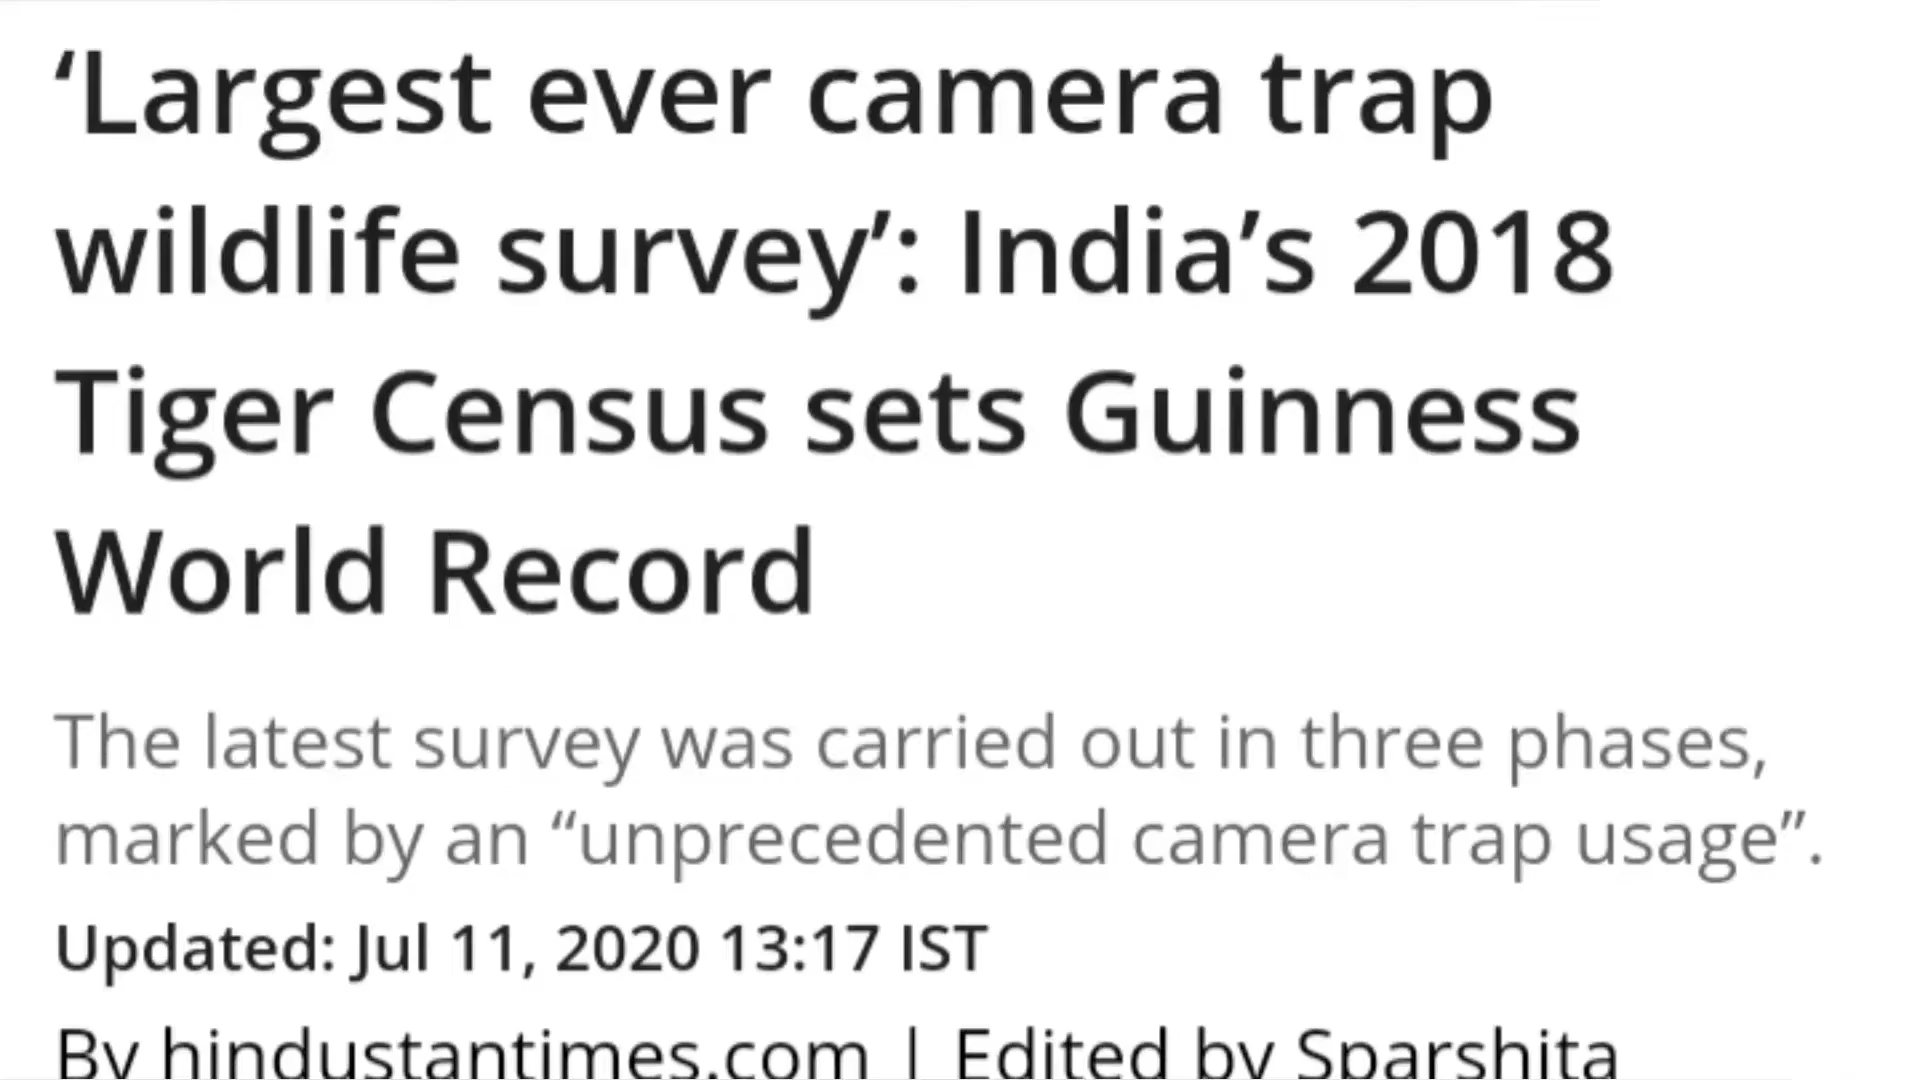 ‘Largest ever camera trap
wildlife survey’: India’s 2018
Tiger Census sets Guinness
World Record
The latest survey was carried out in three phases,
marked by an “unprecedented camera trap usage”.
Updated: Jul 11, 2020 13:17 IST
By hindustantimes.com | Edited by Sparshita